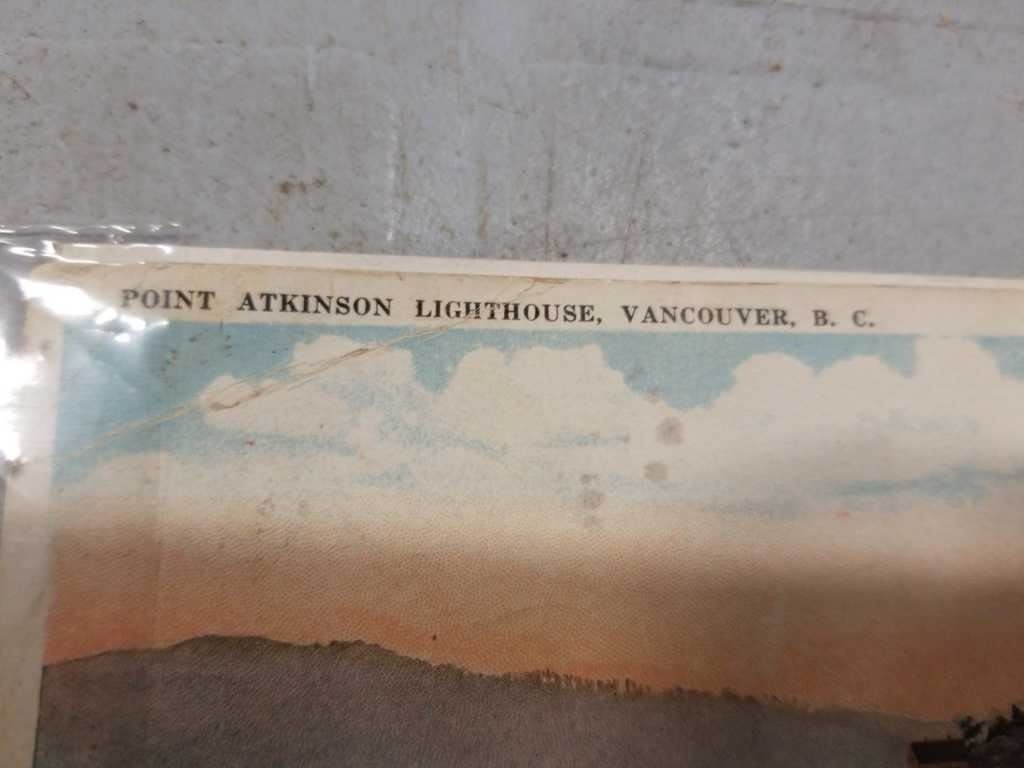 POINT ATKINSON LIGHTHOUSE, VANCOUVER, B. C.